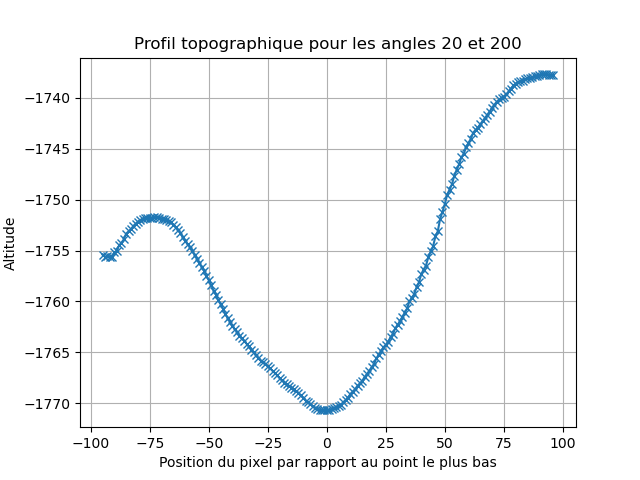 Profil topographique pour les angles 20 et 200
Altitude
−1740
−1745
−1750
−1755
−1760
−1765
−1770
−100 −75 −50 −25 0 25 50 75 100
Position du pixel par rapport au point le plus bas